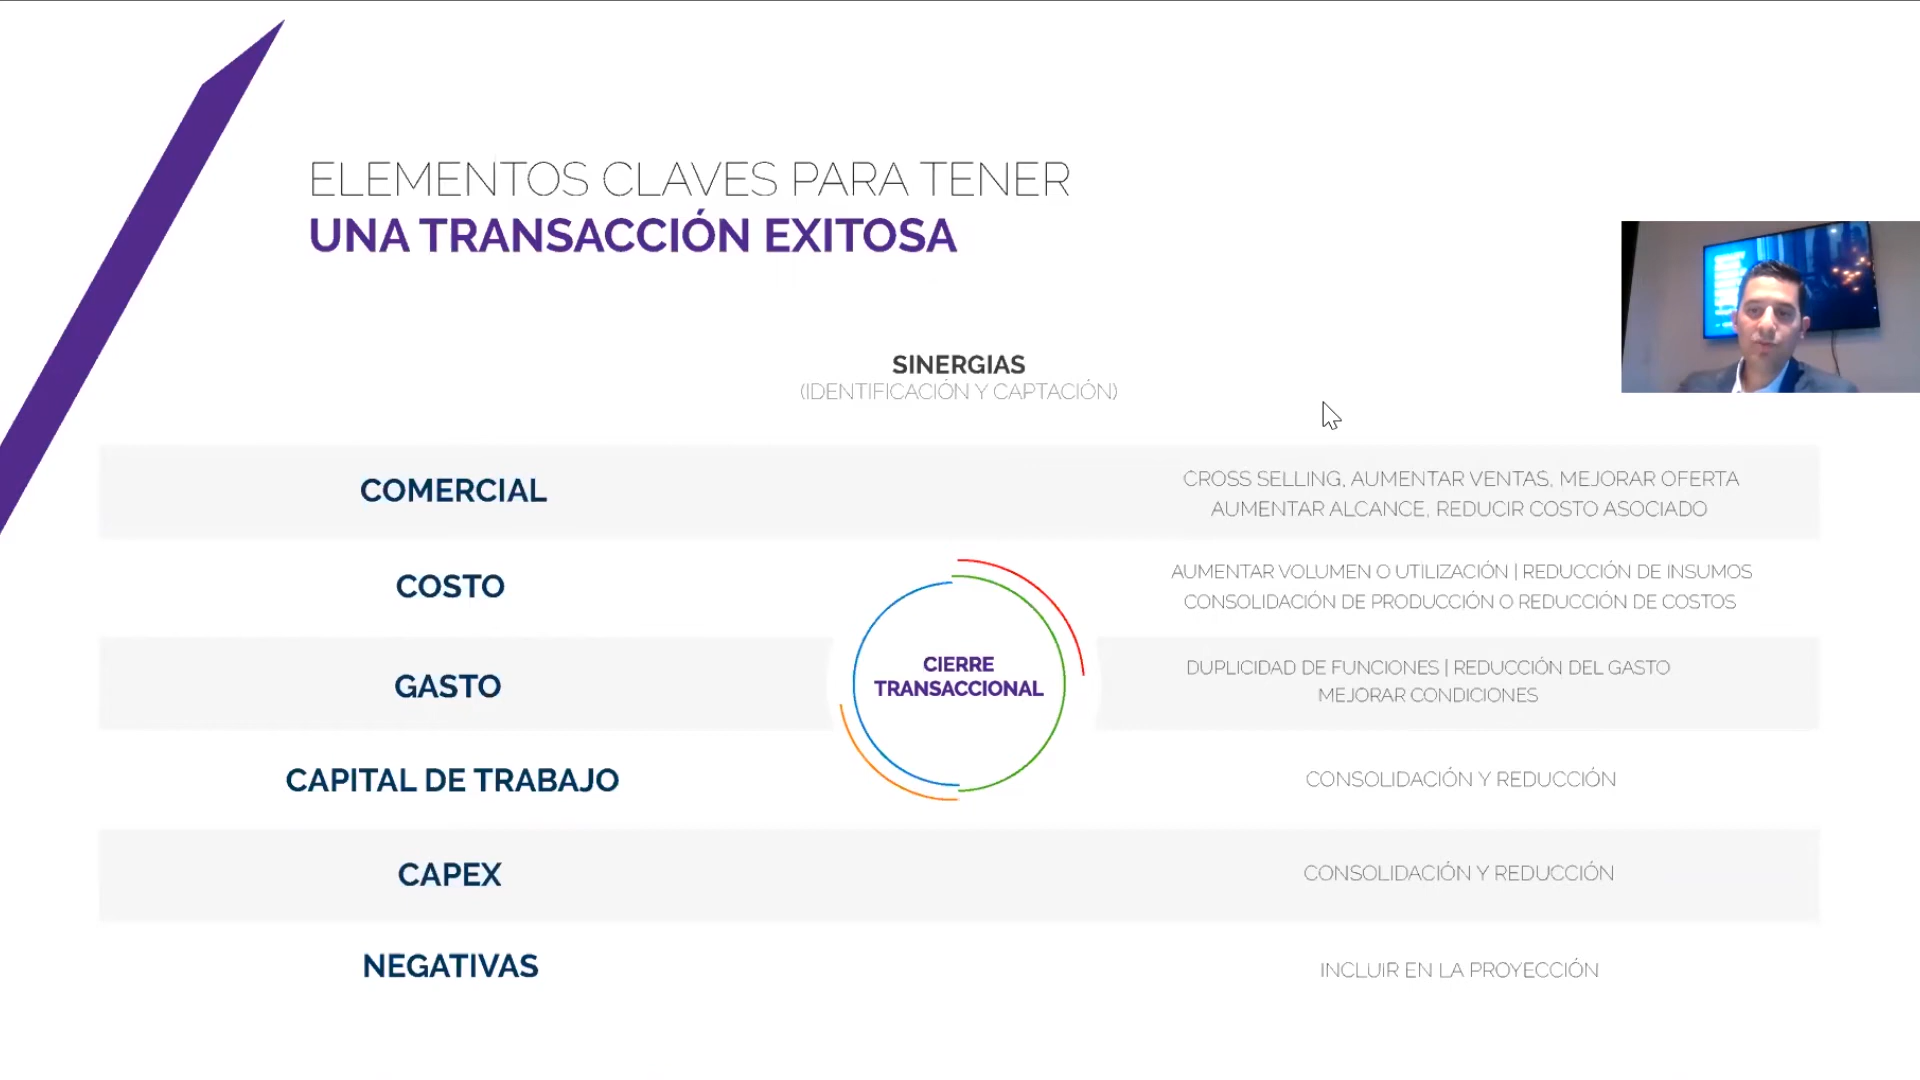 ELEMENTOS CLAVES PARA TENER
UNA TRANSACCIÓN EXITOSA
SINERGIAS
(IDENTIFICACIÓN Y CAPTACIÓN)
COMERCIAL
CROSS SELLING, AUMENTAR VENTAS, MEJORAR OFERTA
AUMENTAR ALCANCE, REDUCIR COSTO ASOCIADO
COSTO
AUMENTAR VOLUMEN O UTILIZACIÓN | REDUCCIÓN DE INSUMOS
CONSOLIDACIÓN DE PRODUCCIÓN O REDUCCIÓN DE COSTOS
GASTO
CIERRE
TRANSACCIONAL
DUPLICIDAD DE FUNCIONES | REDUCCIÓN DEL GASTO
MEJORAR CONDICIONES
CAPITAL DE TRABAJO
CONSOLIDACIÓN Y REDUCCIÓN
CAPEX
CONSOLIDACIÓN Y REDUCCIÓN
NEGATIVAS
INCLUIR EN LA PROYECCIÓN